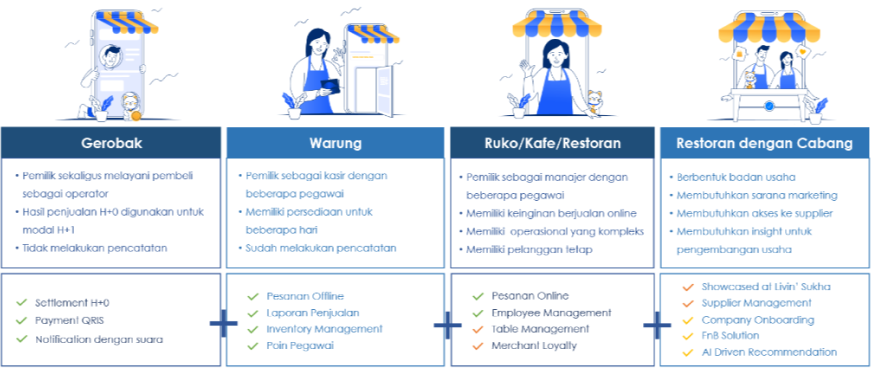 Gerobak
• Pemilik sekaligus melayani pembeli
sebagai operator
• Hasil penjualan H+0 digunakan untuk
modal H+1
• Tidak melakukan pencatatan
✓ Settlement H+0
✓ Payment QRIS
✓ Notification dengan suara
+
Warung
• Pemilik sebagai kasir dengan
beberapa pegawai
• Memiliki persediaan untuk
beberapa hari
• Sudah melakukan pencatatan
✓ Pesanan Offline
✓ Laporan Penjualan
✓ Inventory Management
✓ Poin Pegawai
+
Ruko/Kafe/Restoran
• Pemilik sebagai manajer dengan
beberapa pegawai
• Memiliki keinginan berjualan online
• Memiliki operasional yang kompleks
• Memiliki pelanggan tetap
✓ Pesanan Online
✓ Employee Management
✓ Table Management
✓ Merchant Loyalty
+
Restoran dengan Cabang
• Berbentuk badan usaha
• Membutuhkan sarana marketing
• Membutuhkan akses ke supplier
• Membutuhkan insight untuk
pengembangan usaha
✓ Showcased at Livin' Sukha
✓ Supplier Management
✓ Company Onboarding
✓ FnB Solution
✓ AI Driven Recommendation